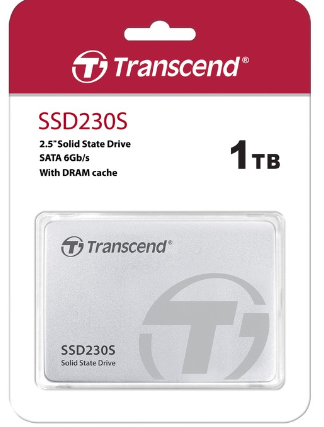 Transcend®
SSD230S
2.5" Solid State Drive
SATA 6Gb/s
With DRAM cache
1TB
Transcend®
SSD230S
Solid State Drive